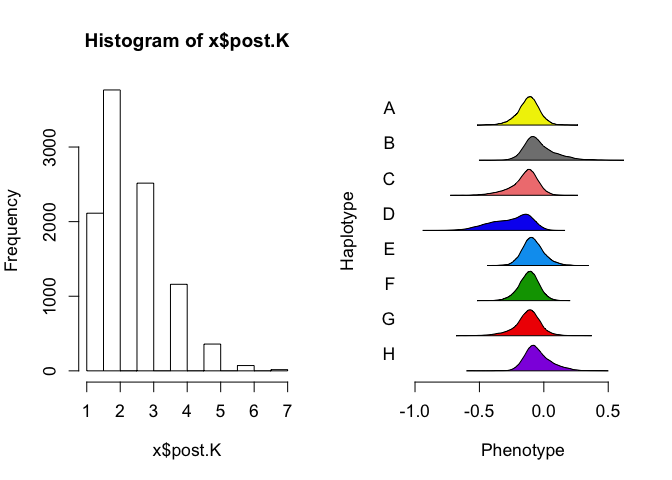 Histogram of x$post.K
Frequency
0
1000
2000
3000
1 2 3 4 5 6 7
x$post.K
Haplotype
A
B
C
D
E
F
G
H
-1.0 -0.5 0.0 0.5
Phenotype